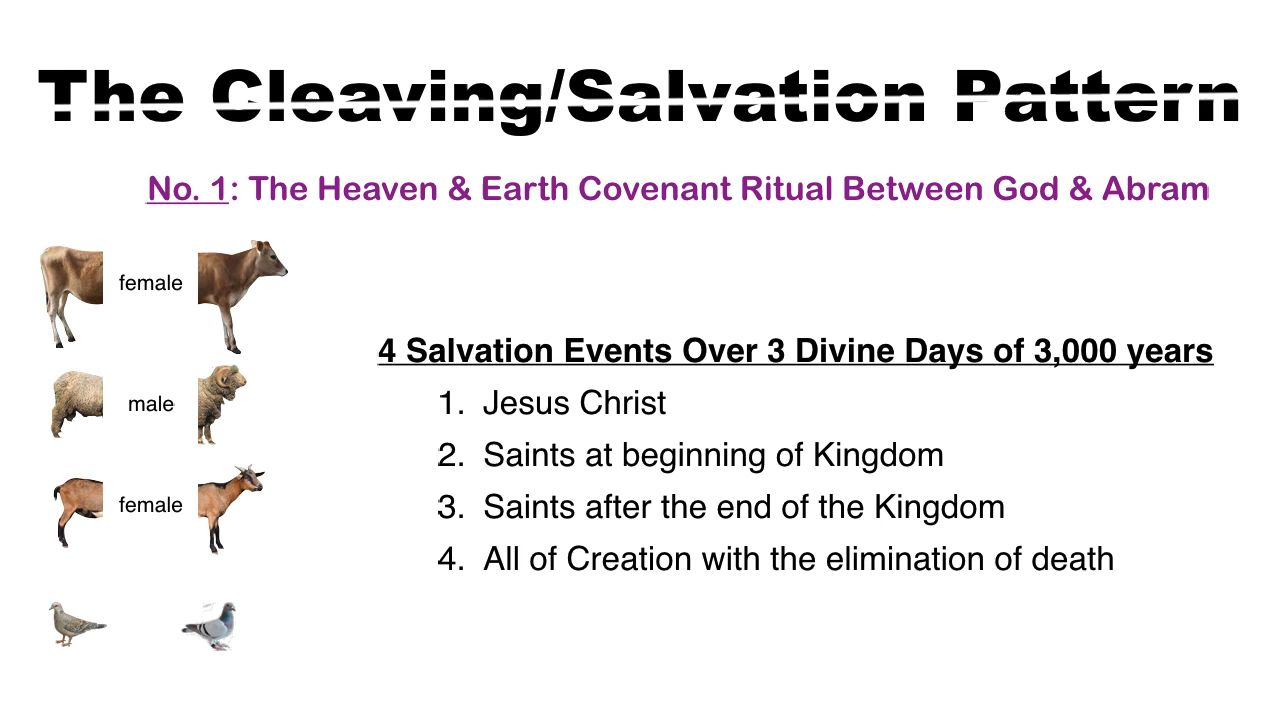 The Cleaving/Salvation Pattern
No. 1: The Heaven & Earth Covenant Ritual Between God & Abram
female
male
female
4 Salvation Events Over 3 Divine Days of 3,000 years
1. Jesus Christ
2. Saints at beginning of Kingdom
3. Saints after the end of the Kingdom
4. All of Creation with the elimination of death